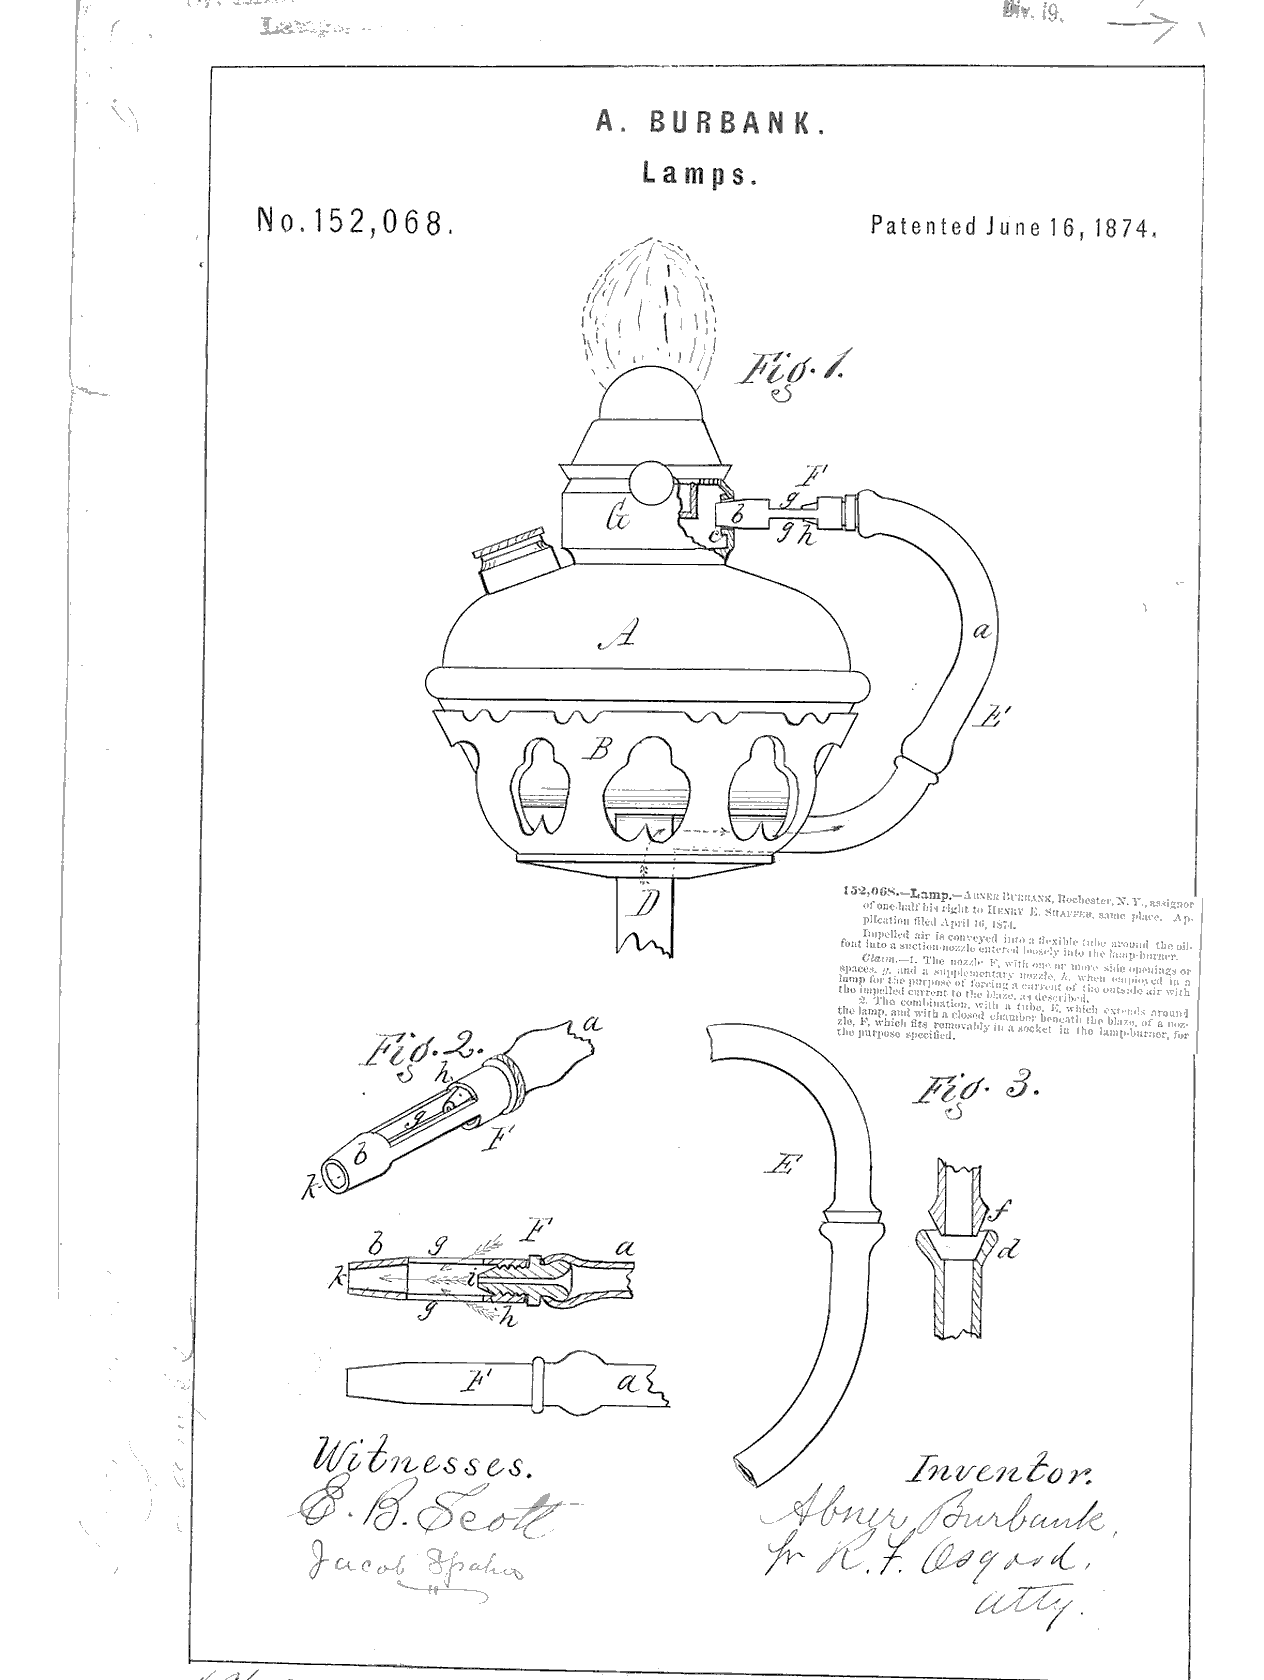 Lamps.
Div. 19.
A. BURBANK.
Lamps.
No. 152,068.
Patented June 16, 1874.
Fig. 1.
F
g
b
G
c
g h
a
A
E
B
D
152,068.—Lamp.—ABNER BURBANK, Rochester, N. Y., assignor
of one-half his right to HENRY E. SHAFFER, same place. Ap-
plication filed April 16, 1874.
Impelled air is conveyed into a flexible tube around the oil-
font into a suction-nozzle entered loosely into the lamp-burner.
Claim.—1. The nozzle F, with one or more side openings or
spaces, g, and a supplementary nozzle, h, when employed in a
lamp for the purpose of forcing a current of the outside air with
the impelled current to the blaze, as described.
2. The combination, with a tube, E, which extends around
the lamp, and with a closed chamber beneath the blaze, of a noz-
zle, F, which fits removably in a socket in the lamp-burner, for
the purpose specified.
Fig. 2.
a
h
g
b
F
k
Fig. 3.
E
f
d
b
g
F
a
k
i
g
h
F
a
Witnesses.
E. B. Scott
Jacob Spahn
Inventor.
Abner Burbank,
pr R. F. Osgood,
atty.